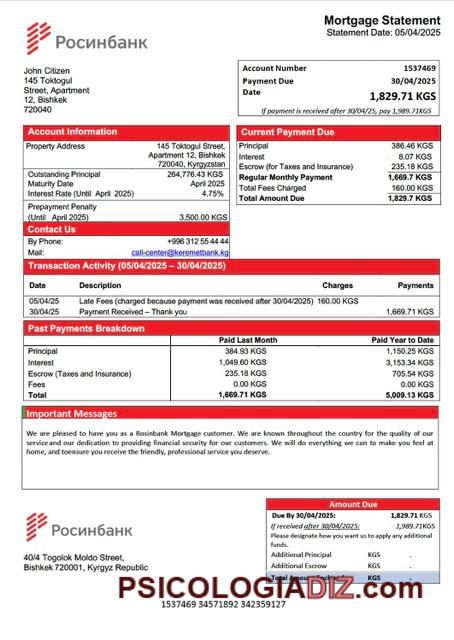 Mortgage Statement
Statement Date: 05/04/2025
Росинбанк
John Citizen
145 Toktogul
Street, Apartment
12, Bishkek
720040
Account Number 1537469
Payment Due 30/04/2025
Date 1,829.71 KGS
If payment is received after 30/04/25, pay 1,989.71KGS
Account Information
Property Address 145 Toktogul Street,
Apartment 12, Bishkek
720040, Kyrgyzstan
Outstanding Principal 264,776.43 KGS
Maturity Date April 2025
Interest Rate (Until April 2025) 4.75%
Prepayment Penalty
(Until April 2025) 3,500.00 KGS
Contact Us
By Phone: +996 312 55 44 44
Mail: call-center@keremetbank.kg
Current Payment Due
Principal 386.46 KGS
Interest 8.07 KGS
Escrow (for Taxes and Insurance) 235.18 KGS
Regular Monthly Payment 1,669.7 KGS
Total Fees Charged 160.00 KGS
Total Amount Due 1,829.7 KGS
Transaction Activity (05/04/2025 – 30/04/2025)
Date Description Charges Payments
05/04/25 Late Fees (charged because payment was received after 30/04/2025) 160.00 KGS
30/04/25 Payment Received – Thank you 1,669.71 KGS
Past Payments Breakdown
Paid Last Month Paid Year to Date
Principal 384.93 KGS 1,150.25 KGS
Interest 1,049.60 KGS 3,153.34 KGS
Escrow (Taxes and Insurance) 235.18 KGS 705.54 KGS
Fees 0.00 KGS 0.00 KGS
Total 1,669.71 KGS 5,009.13 KGS
Important Messages
We are pleased to have you as a Rosinbank Mortgage customer. We are known throughout the country for the quality of our
service and our dedication to providing financial security for our customers. We will do everything we can to make you feel at
home, and toensure you receive the friendly, professional service you deserve.
Росинбанк
40/4 Togolok Moldo Street,
Bishkek 720001, Kyrgyz Republic
Amount Due
Due By 30/04/2025: 1,829.71 KGS
If received after 30/04/2025: 1,989.71KGS
Please designate how you want us to apply any additional
funds.
Additional Principal KGS .
Additional Escrow KGS .
Total Amount KGS .
PSICOLOGIADIZ.com
1537469 34571892 342359127